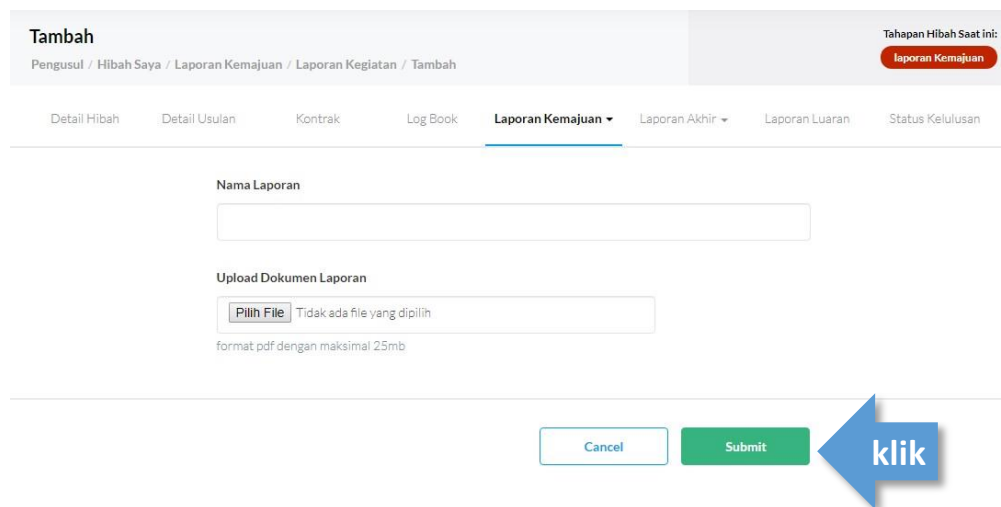 Tambah
Pengusul / Hibah Saya / Laporan Kemajuan / Laporan Kegiatan / Tambah
Tahapan Hibah Saat ini:
laporan Kemajuan
Detail Hibah Detail Usulan Kontrak Log Book Laporan Kemajuan Laporan Akhir Laporan Luaran Status Kelulusan
Nama Laporan
Upload Dokumen Laporan
Pilih File Tidak ada file yang dipilih
format pdf dengan maksimal 25mb
Cancel Submit klik